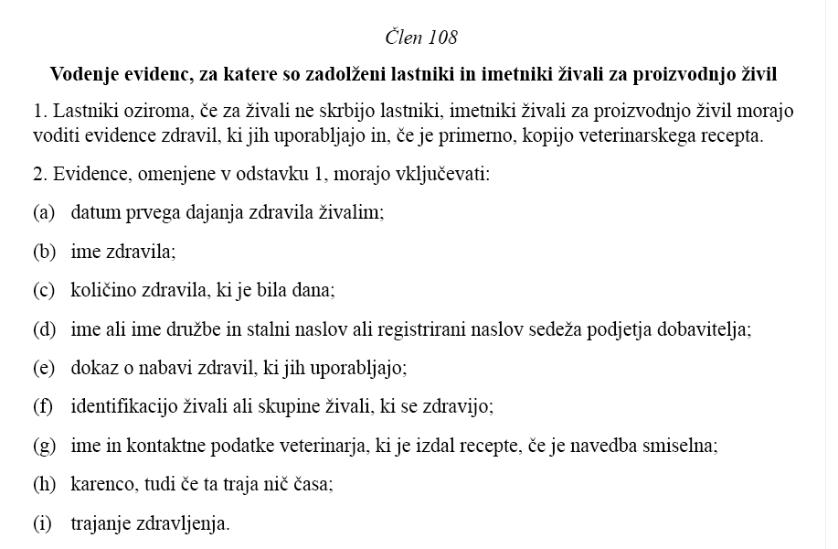 Člen 108
Vodenje evidenc, za katere so zadolženi lastniki in imetniki živali za proizvodnjo živil
1. Lastniki oziroma, če za živali ne skrbijo lastniki, imetniki živali za proizvodnjo živil morajo
voditi evidence zdravil, ki jih uporabljajo in, če je primerno, kopijo veterinarskega recepta.
2. Evidence, omenjene v odstavku 1, morajo vključevati:
(a) datum prvega dajanja zdravila živalim;
(b) ime zdravila;
(c) količino zdravila, ki je bila dana;
(d) ime ali ime družbe in stalni naslov ali registrirani naslov sedeža podjetja dobavitelja;
(e) dokaz o nabavi zdravil, ki jih uporabljajo;
(f) identifikacijo živali ali skupine živali, ki se zdravijo;
(g) ime in kontaktne podatke veterinarja, ki je izdal recepte, če je navedba smiselna;
(h) karenco, tudi če ta traja nič časa;
(i) trajanje zdravljenja.